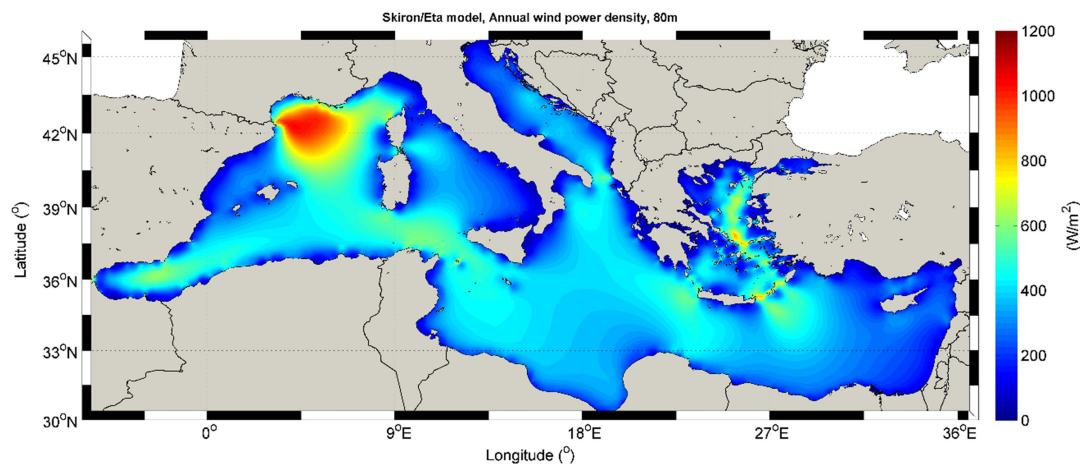 Skiron/Eta model, Annual wind power density, 80m
45°N
42°N
39°N
36°N
33°N
30°N
Latitude (°)
0°
9°E
18°E
27°E
36°E
Longitude (°)
1200
1000
800
600
400
200
0
(W/m²)